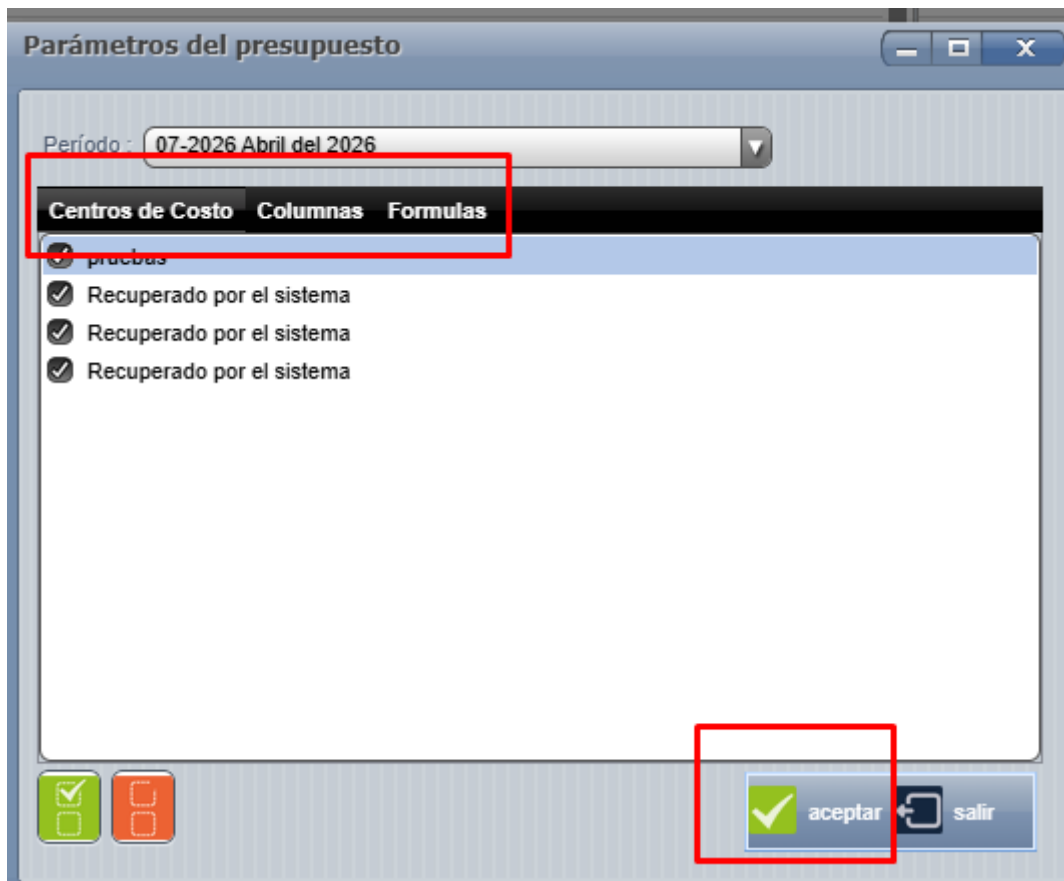 Parámetros del presupuesto
X
Período : 07-2026 Abril del 2026
Centros de Costo Columnas Formulas
pruebas
Recuperado por el sistema
Recuperado por el sistema
Recuperado por el sistema
aceptar salir